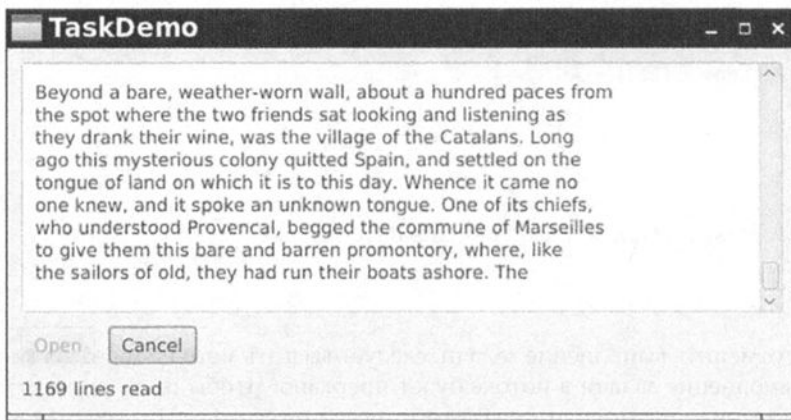 TaskDemo
Beyond a bare, weather-worn wall, about a hundred paces from
the spot where the two friends sat looking and listening as
they drank their wine, was the village of the Catalans. Long
ago this mysterious colony quitted Spain, and settled on the
tongue of land on which it is to this day. Whence it came no
one knew, and it spoke an unknown tongue. One of its chiefs,
who understood Provencal, begged the commune of Marseilles
to give them this bare and barren promontory, where, like
the sailors of old, they had run their boats ashore. The
Open Cancel
1169 lines read